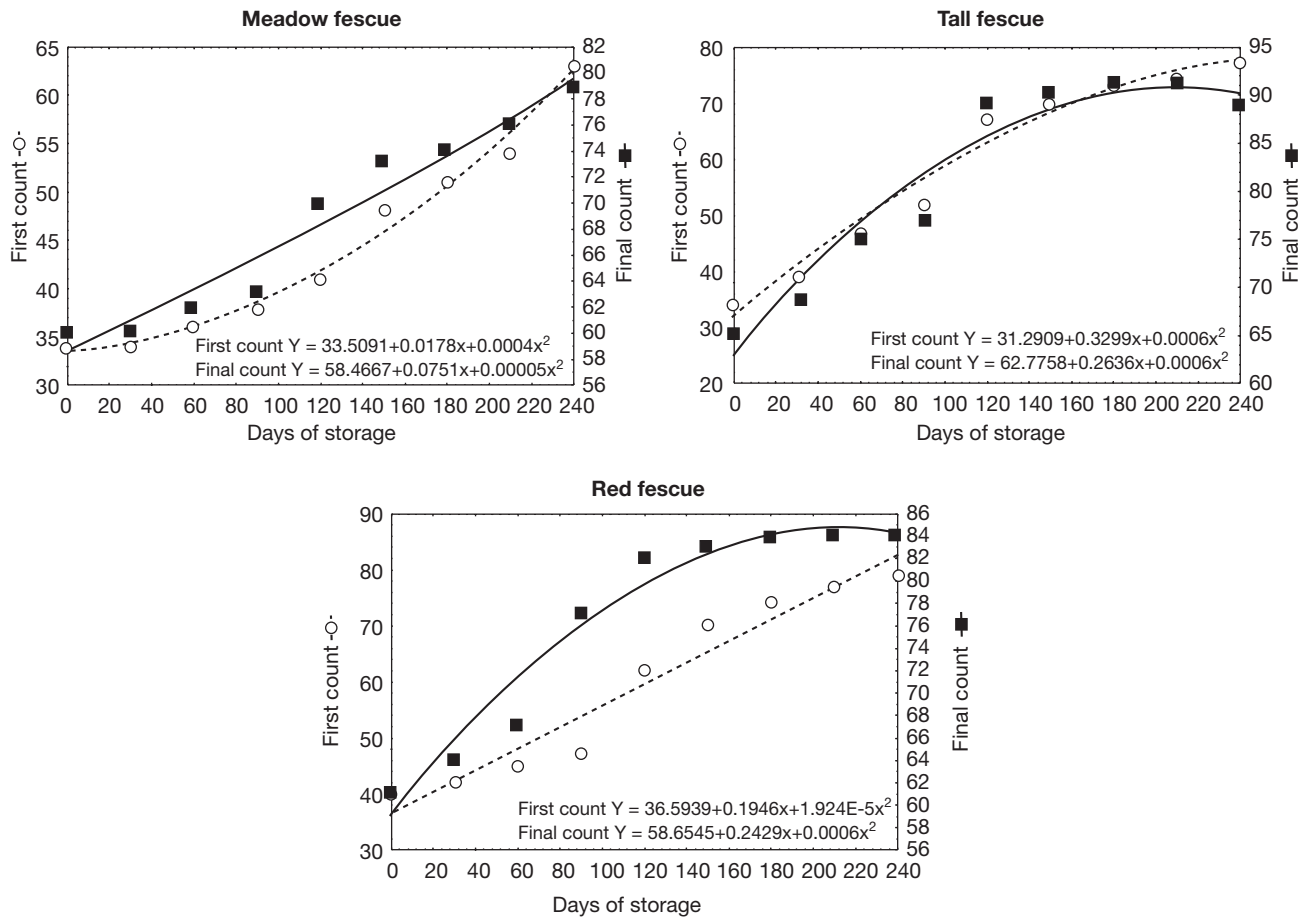 Meadow fescue
65
60
55
50
45
40
35
30
First count -○-
82
80
78
76
74
72
70
68
66
64
62
60
58
56
Final count -■-
First count Y = 33.5091+0.0178x+0.0004x²
Final count Y = 58.4667+0.0751x+0.00005x²
0 20 40 60 80 100 120 140 160 180 200 220 240
Days of storage
Tall fescue
80
70
60
50
40
30
20
First count -○-
95
90
85
80
75
70
65
60
Final count -■-
First count Y = 31.2909+0.3299x+0.0006x²
Final count Y = 62.7758+0.2636x+0.0006x²
0 20 40 60 80 100 120 140 160 180 200 220 240
Days of storage
Red fescue
90
80
70
60
50
40
30
First count -○-
86
84
82
80
78
76
74
72
70
68
66
64
62
60
58
56
Final count -■-
First count Y = 36.5939+0.1946x+1.924E-5x²
Final count Y = 58.6545+0.2429x+0.0006x²
0 20 40 60 80 100 120 140 160 180 200 220 240
Days of storage